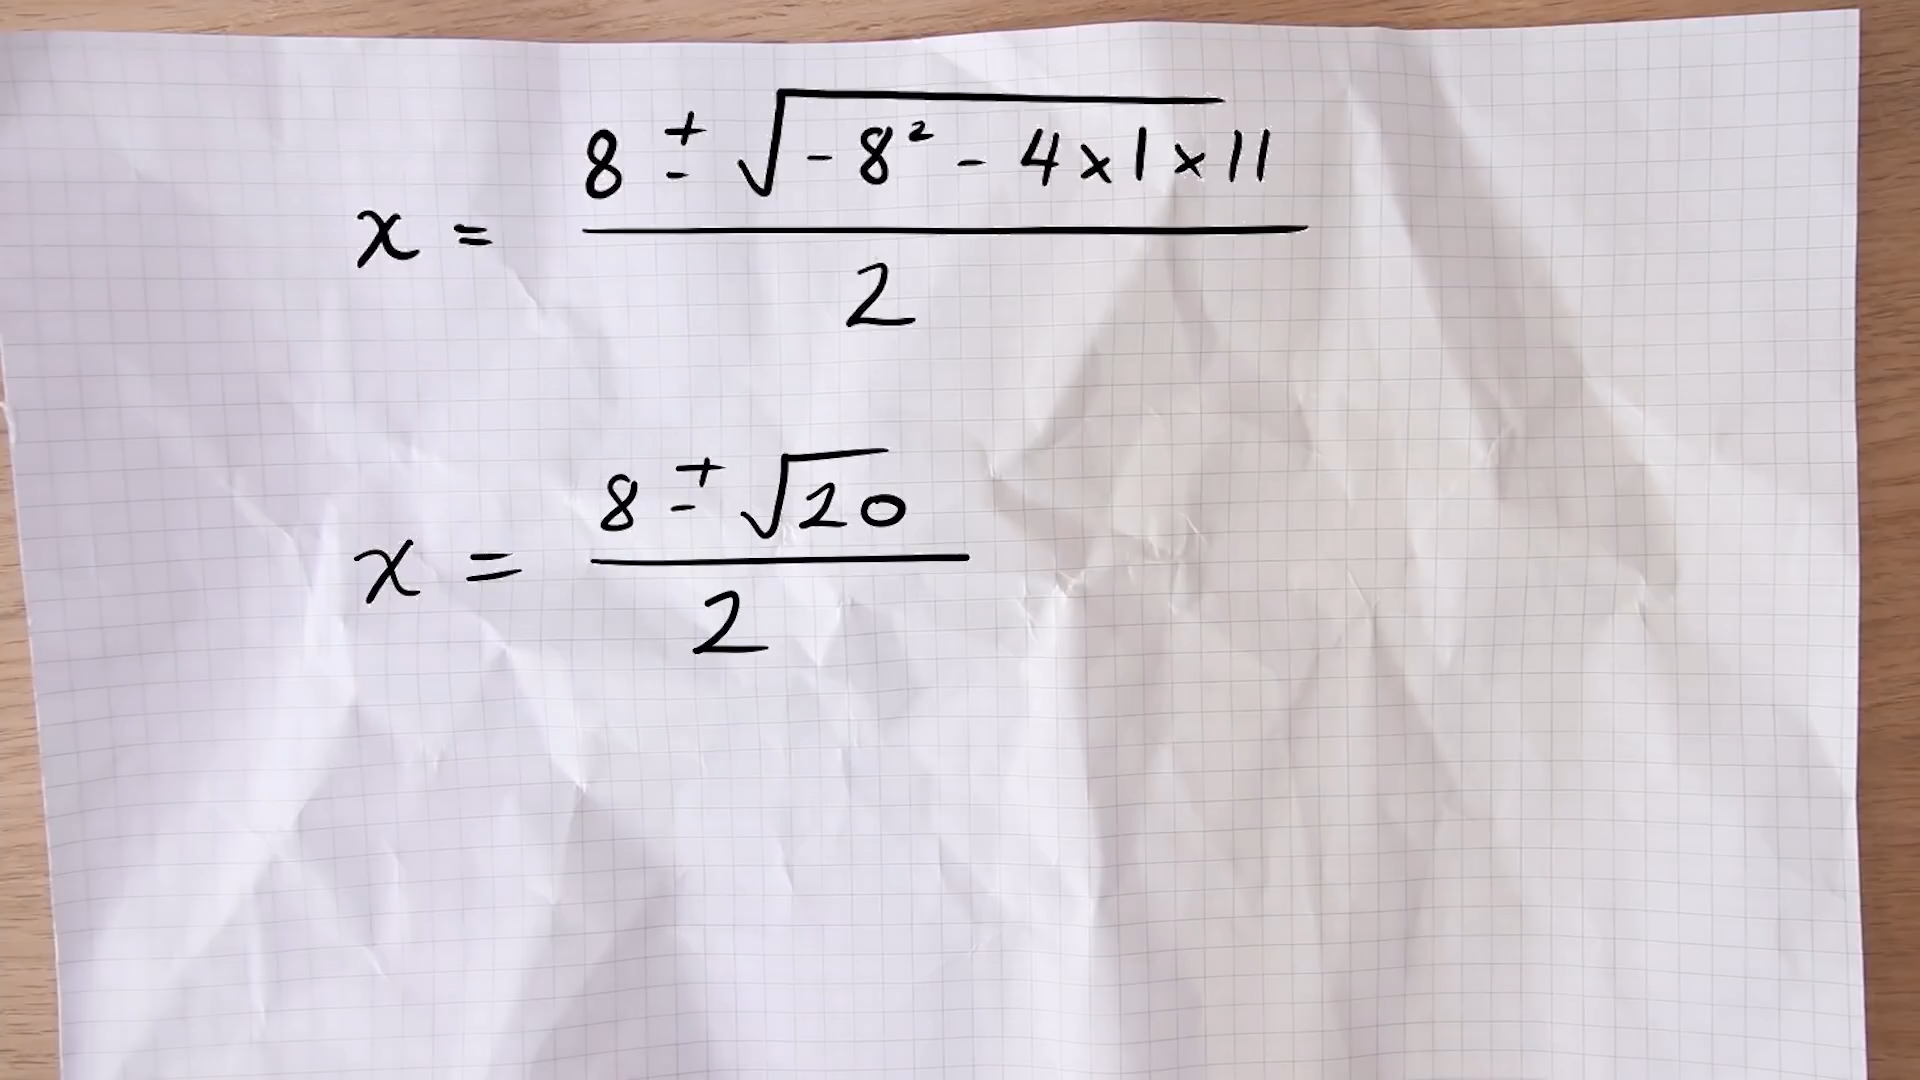 x = (8 ± √(-8² - 4×1×11)) / 2
x = (8 ± √20) / 2